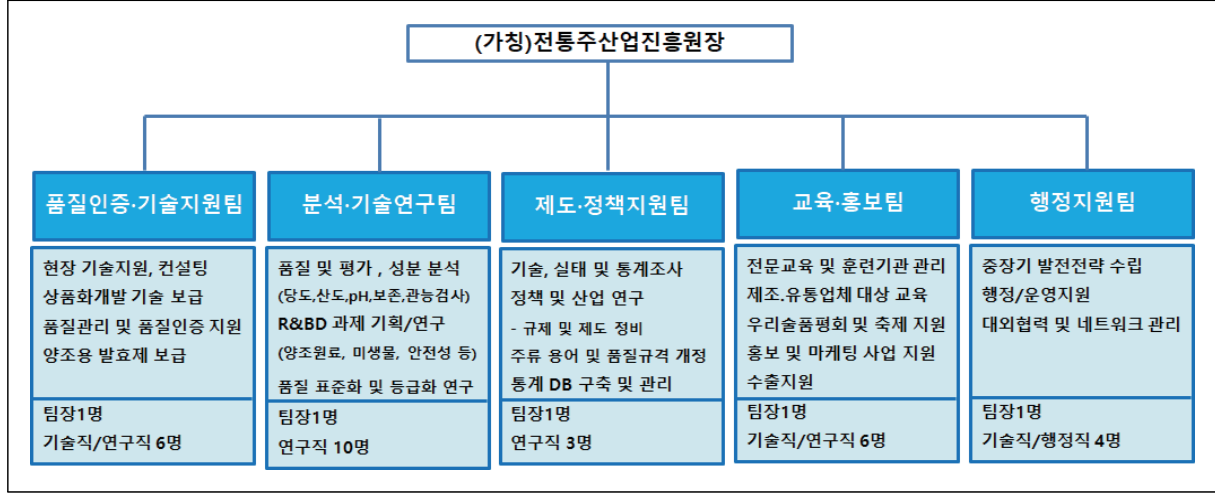 (가칭)전통주산업진흥원장
품질인증·기술지원팀
현장 기술지원, 컨설팅
상품화개발 기술 보급
품질관리 및 품질인증 지원
양조용 발효제 보급
팀장1명
기술직/연구직 6명
분석·기술연구팀
품질 및 평가 , 성분 분석
(당도,산도,pH,보존,관능검사)
R&BD 과제 기획/연구
(양조원료, 미생물, 안전성 등)
품질 표준화 및 등급화 연구
팀장1명
연구직 10명
제도·정책지원팀
기술, 실태 및 통계조사
정책 및 산업 연구
- 규제 및 제도 정비
주류 용어 및 품질규격 개정
통계 DB 구축 및 관리
팀장1명
연구직 3명
교육·홍보팀
전문교육 및 훈련기관 관리
제조.유통업체 대상 교육
우리술품평회 및 축제 지원
홍보 및 마케팅 사업 지원
수출지원
팀장1명
기술직/연구직 6명
행정지원팀
중장기 발전전략 수립
행정/운영지원
대외협력 및 네트워크 관리
팀장1명
기술직/행정직 4명